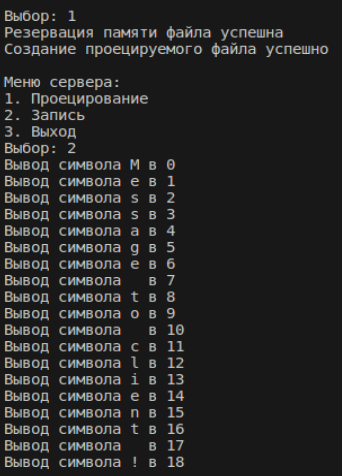 Выбор: 1
Резервация памяти файла успешна
Создание проецируемого файла успешно

Меню сервера:
1. Проецирование
2. Запись
3. Выход
Выбор: 2
Вывод символа M в 0
Вывод символа e в 1
Вывод символа s в 2
Вывод символа s в 3
Вывод символа a в 4
Вывод символа g в 5
Вывод символа e в 6
Вывод символа   в 7
Вывод символа t в 8
Вывод символа o в 9
Вывод символа   в 10
Вывод символа c в 11
Вывод символа l в 12
Вывод символа i в 13
Вывод символа e в 14
Вывод символа n в 15
Вывод символа t в 16
Вывод символа   в 17
Вывод символа ! в 18